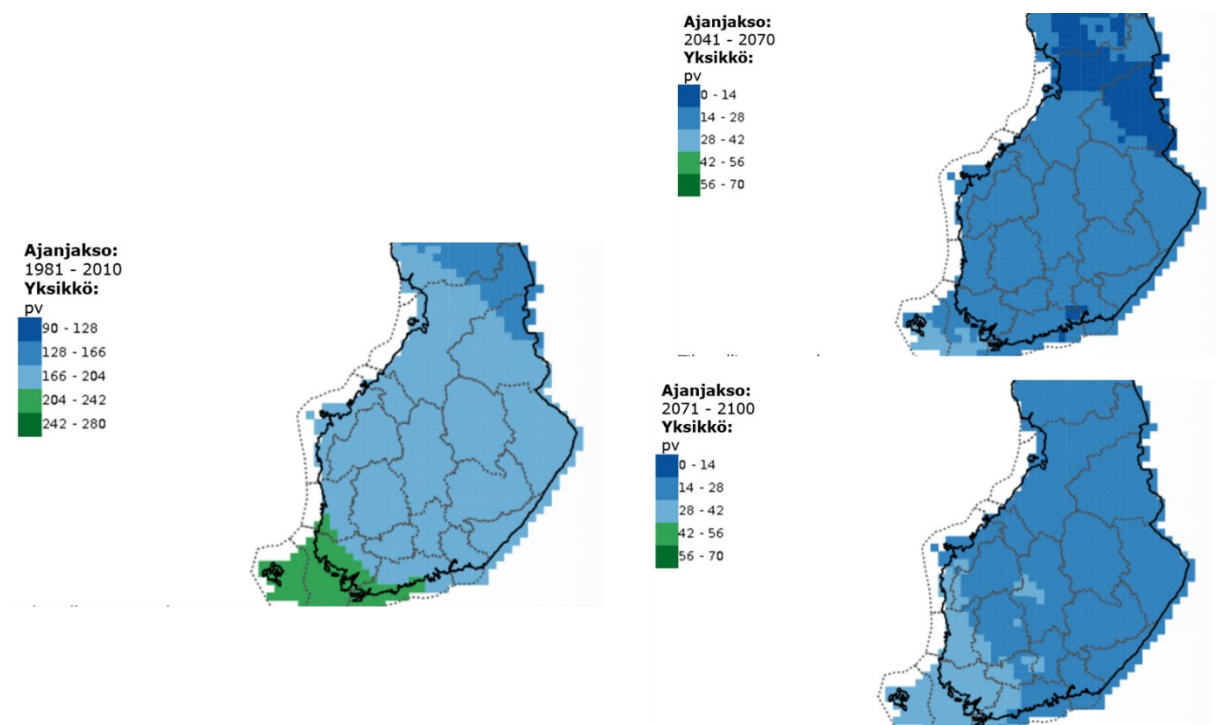 Ajanjakso:
1981 - 2010
Yksikkö:
pv
90 - 128
128 - 166
166 - 204
204 - 242
242 - 280
Ajanjakso:
2041 - 2070
Yksikkö:
pv
0 - 14
14 - 28
28 - 42
42 - 56
56 - 70
Ajanjakso:
2071 - 2100
Yksikkö:
pv
0 - 14
14 - 28
28 - 42
42 - 56
56 - 70